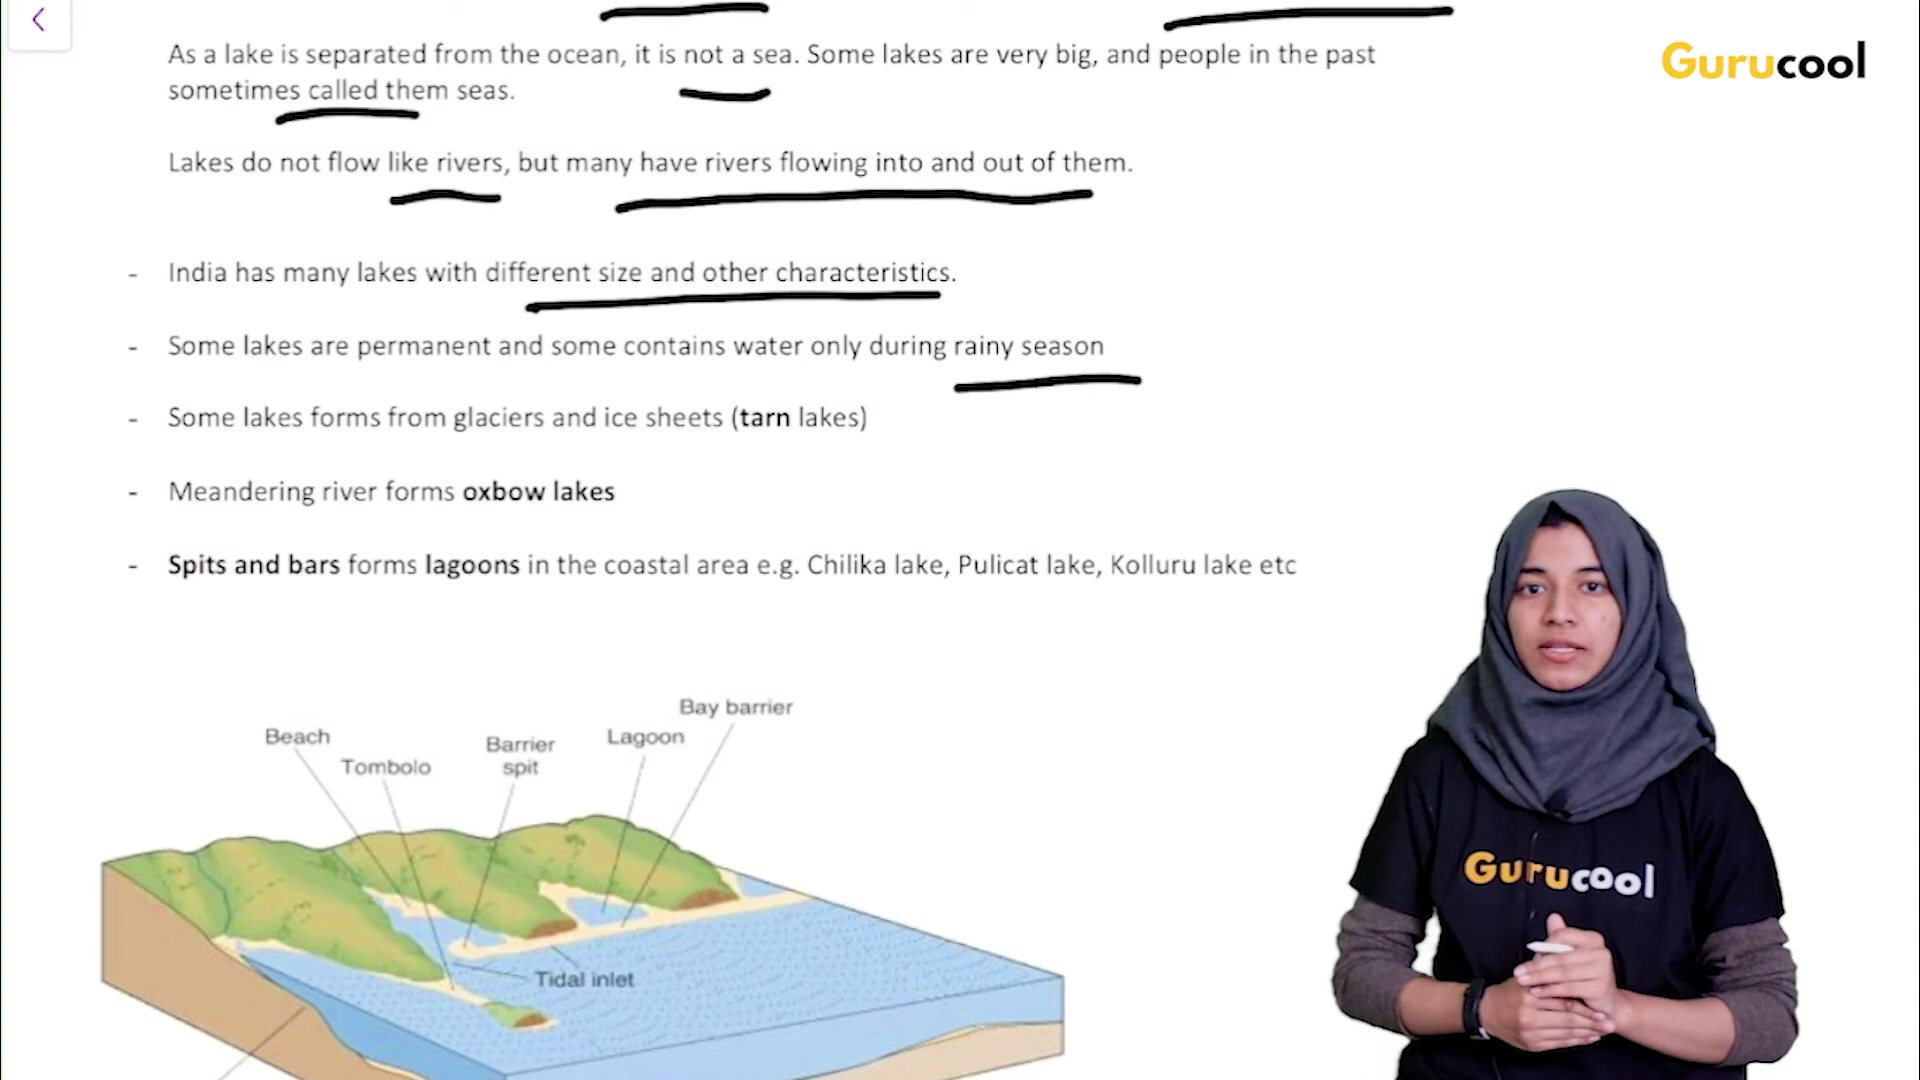 As a lake is separated from the ocean, it is not a sea. Some lakes are very big, and people in the past
sometimes called them seas.
Gurucool
Lakes do not flow like rivers, but many have rivers flowing into and out of them.
- India has many lakes with different size and other characteristics.
- Some lakes are permanent and some contains water only during rainy season
- Some lakes forms from glaciers and ice sheets (tarn lakes)
- Meandering river forms oxbow lakes
- Spits and bars forms lagoons in the coastal area e.g. Chilika lake, Pulicat lake, Kolluru lake etc
Bay barrier
Beach
Lagoon
Barrier
spit
Tombolo
Tidal inlet
Gurucool